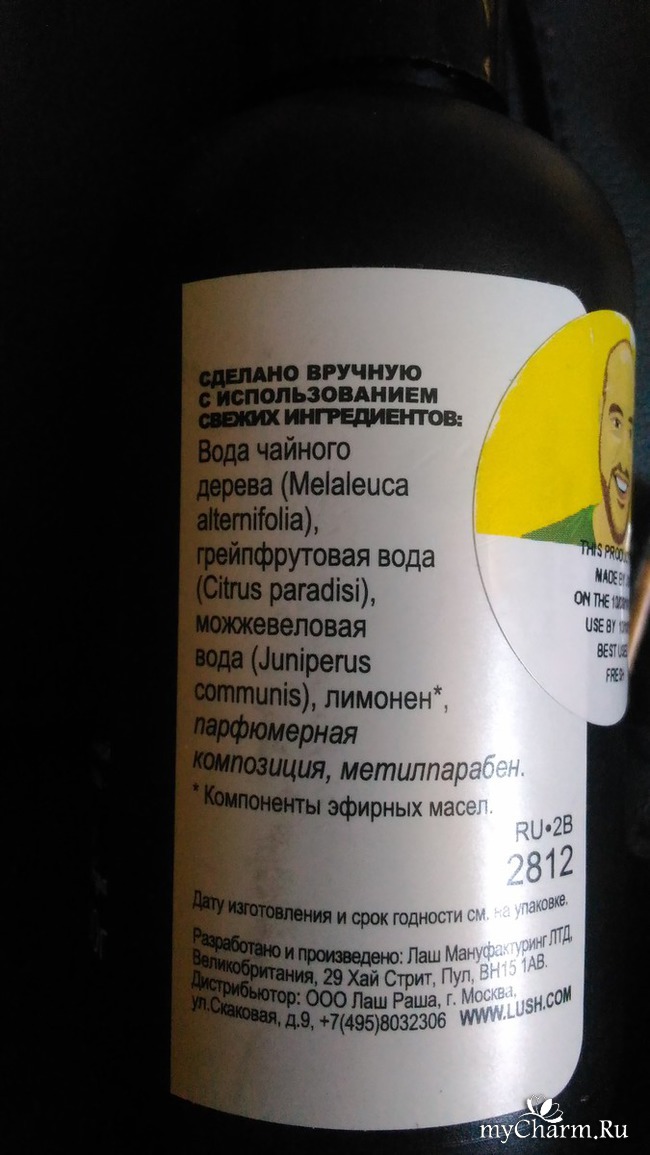 СДЕЛАНО ВРУЧНУЮ
С ИСПОЛЬЗОВАНИЕМ
СВЕЖИХ ИНГРЕДИЕНТОВ:
Вода чайного
дерева (Melaleuca
alternifolia),
грейпфрутовая вода
(Citrus paradisi),
можжевеловая
вода (Juniperus
communis), лимонен*,
парфюмерная
композиция, метилпарабен.
* Компоненты эфирных масел.
RU•2B
2812
Дату изготовления и срок годности см. на упаковке.
Разработано и произведено: Лаш Мануфактуринг ЛТД,
Великобритания, 29 Хай Стрит, Пул, BH15 1AB.
Дистрибьютор: ООО Лаш Раша, г. Москва,
ул.Скаковая, д.9, +7(495)8032306 WWW.LUSH.COM
THIS
MADE BY
ON THE
USE BY
BEST
FRESH
myCharm.Ru